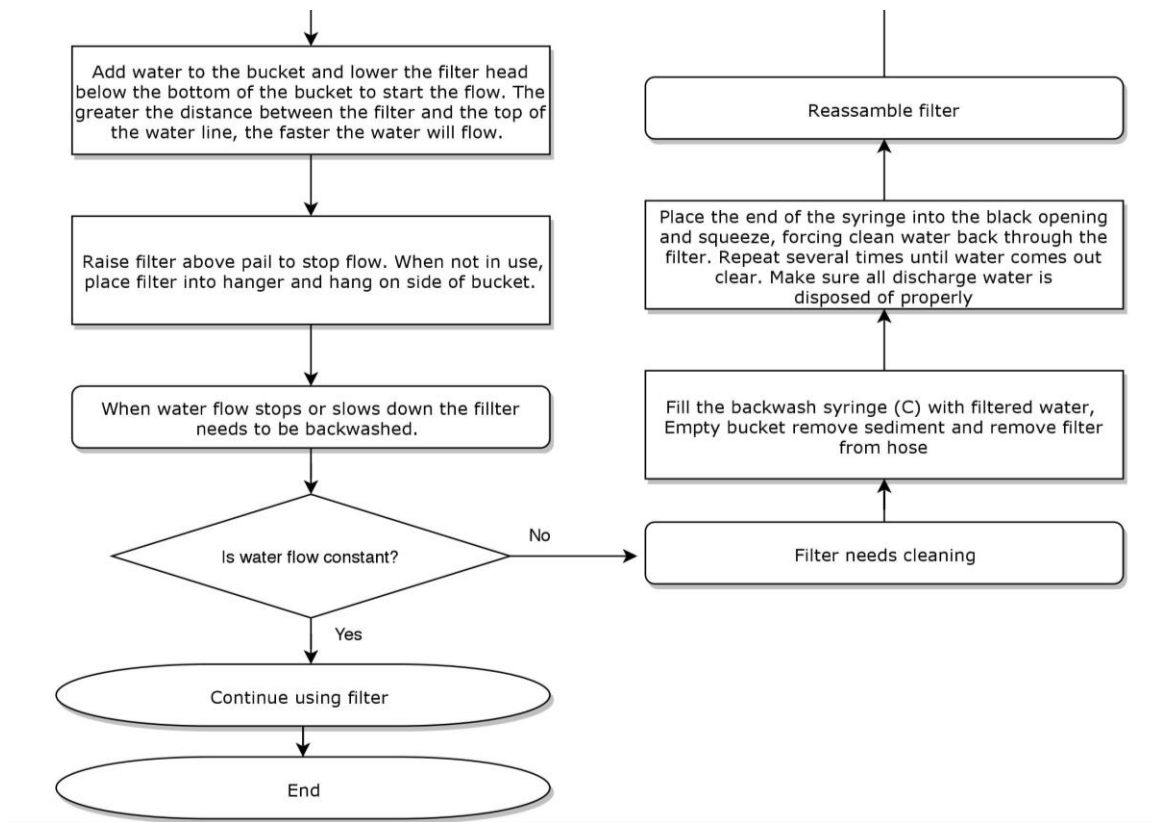 Add water to the bucket and lower the filter head
below the bottom of the bucket to start the flow. The
greater the distance between the filter and the top of
the water line, the faster the water will flow.
Raise filter above pail to stop flow. When not in use,
place filter into hanger and hang on side of bucket.
When water flow stops or slows down the fillter
needs to be backwashed.
Is water flow constant?
No
Yes
Continue using filter
End
Filter needs cleaning
Fill the backwash syringe (C) with filtered water,
Empty bucket remove sediment and remove filter
from hose
Place the end of the syringe into the black opening
and squeeze, forcing clean water back through the
filter. Repeat several times until water comes out
clear. Make sure all discharge water is
disposed of properly
Reassamble filter